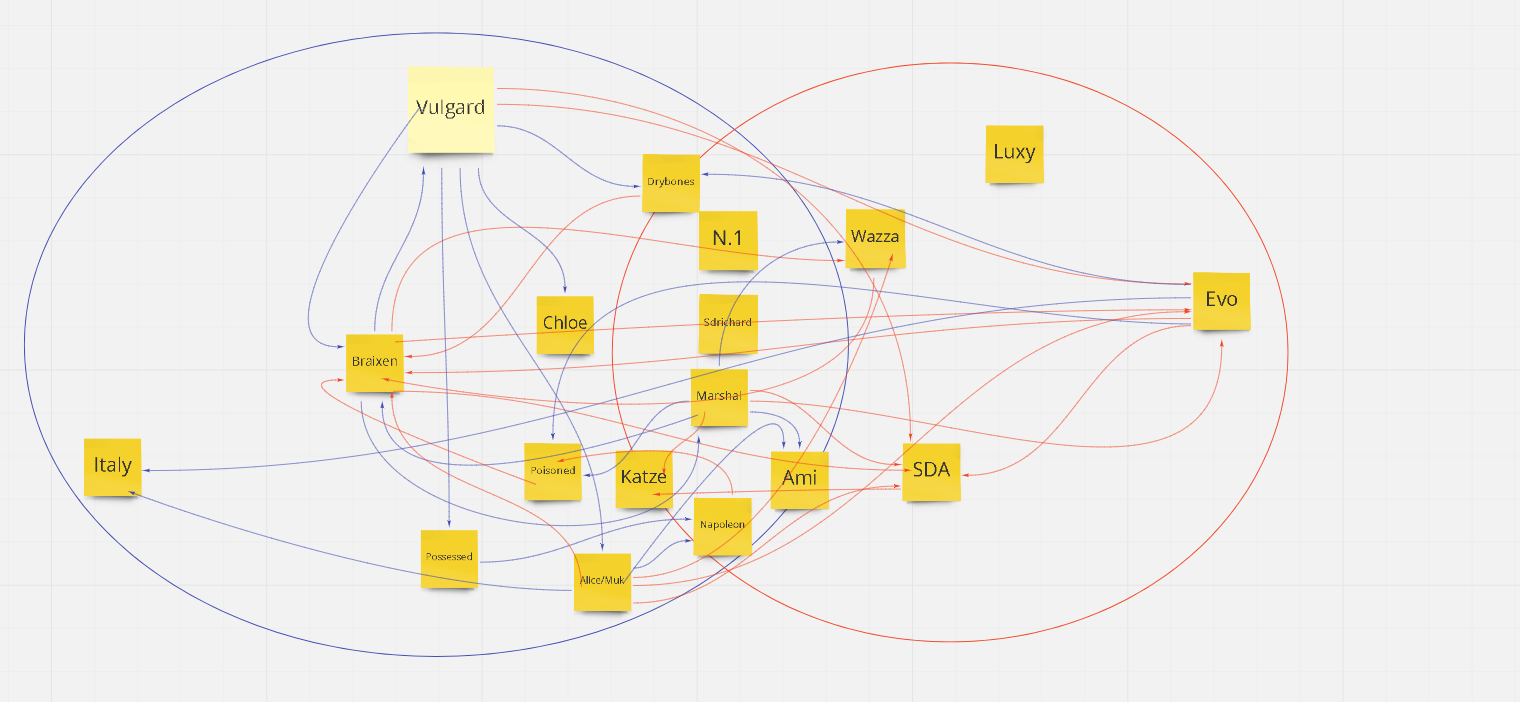 Vulgard
Luxy
Drybones
N.1
Wazza
Evo
Chloe
Sdrichard
Braixen
Marshal
Italy
Poisoned
Katze
Ami
SDA
Napoleon
Possessed
Alice/Muk